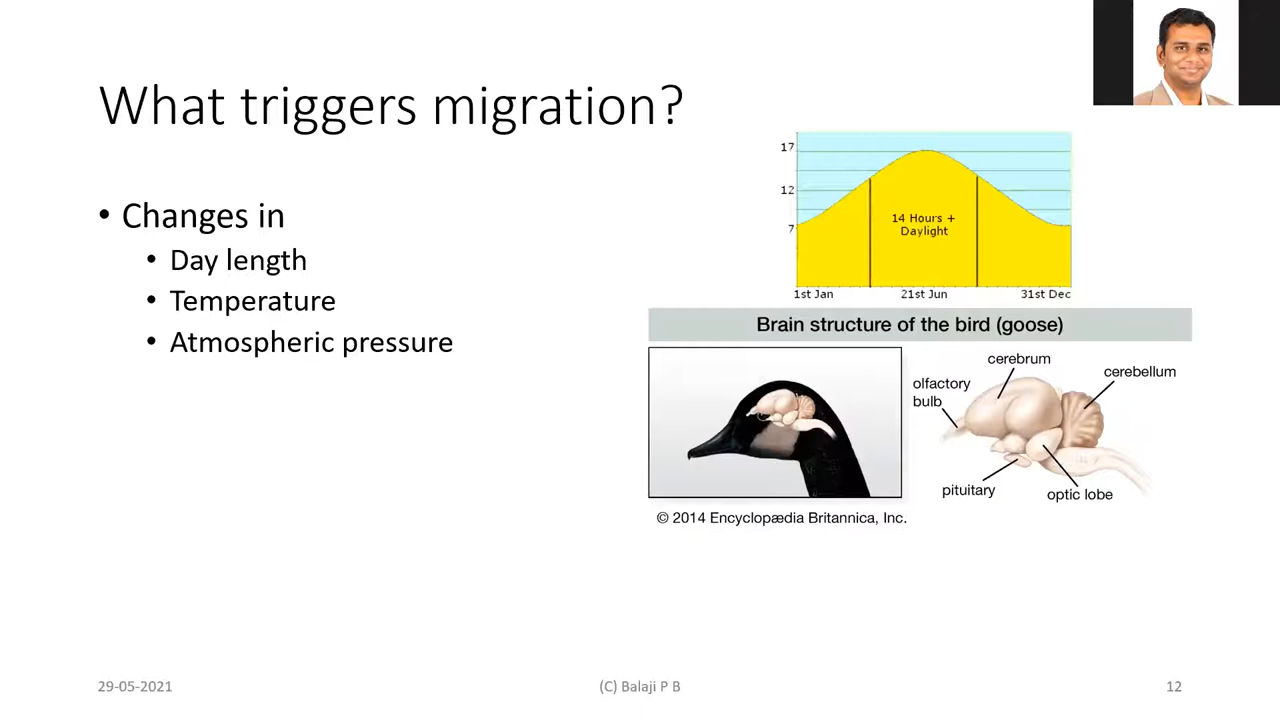 What triggers migration?
• Changes in
• Day length
• Temperature
• Atmospheric pressure
17
12
7
14 Hours +
Daylight
1st Jan
21st Jun
31st Dec
Brain structure of the bird (goose)
cerebrum
cerebellum
olfactory
bulb
pituitary
optic lobe
© 2014 Encyclopædia Britannica, Inc.
29-05-2021
(C) Balaji P B
12